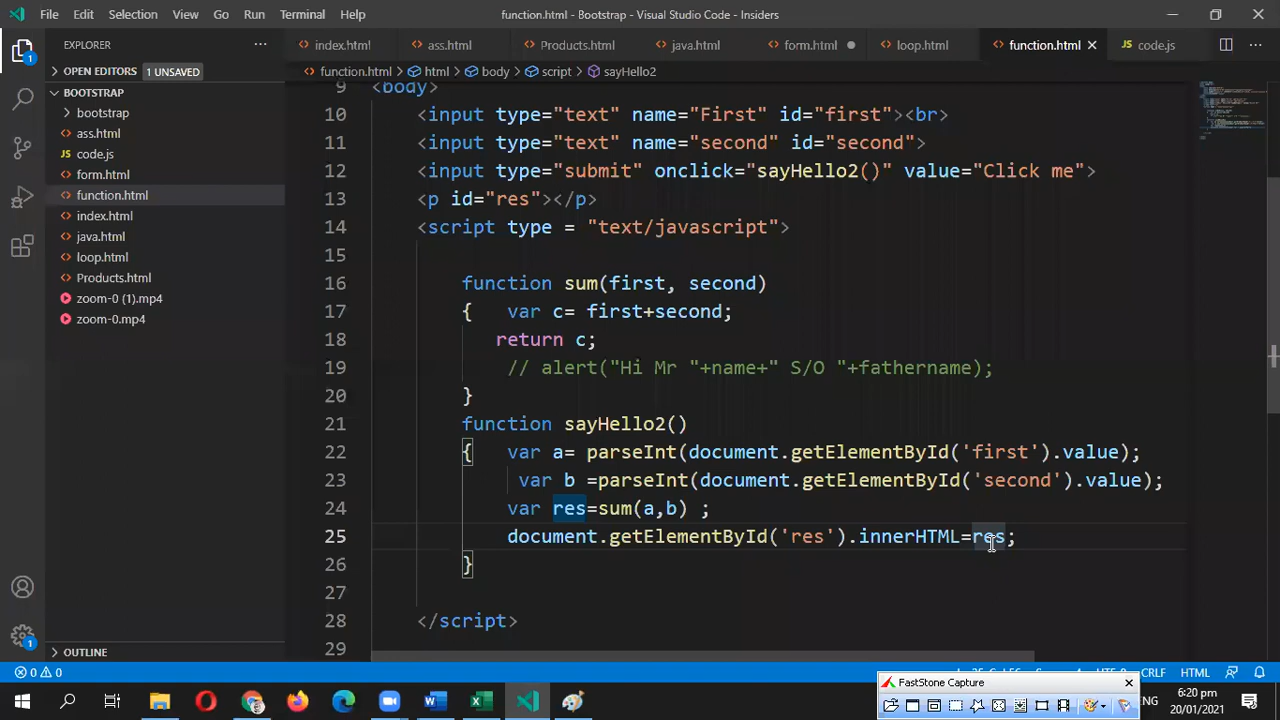 File Edit Selection View Go Run Terminal Help function.html - Bootstrap - Visual Studio Code - Insiders
EXPLORER
index.html ass.html Products.html java.html form.html loop.html function.html code.js
OPEN EDITORS 1 UNSAVED
function.html > html > body > script > sayHello2
BOOTSTRAP
bootstrap
ass.html
code.js
form.html
function.html
index.html
java.html
loop.html
Products.html
zoom-0 (1).mp4
zoom-0.mp4
OUTLINE
9 <body>
10 <input type="text" name="First" id="first"><br>
11 <input type="text" name="second" id="second">
12 <input type="submit" onclick="sayHello2()" value="Click me">
13 <p id="res"></p>
14 <script type = "text/javascript">
15
16 function sum(first, second)
17 { var c= first+second;
18 return c;
19 // alert("Hi Mr "+name+" S/O "+fathername);
20 }
21 function sayHello2()
22 { var a= parseInt(document.getElementById('first').value);
23 var b =parseInt(document.getElementById('second').value);
24 var res=sum(a,b) ;
25 document.getElementById('res').innerHTML=res;
26 }
27
28 </script>
29
0 0 CRLF HTML
1
1
FastStone Capture
ENG 6:20 pm
20/01/2021